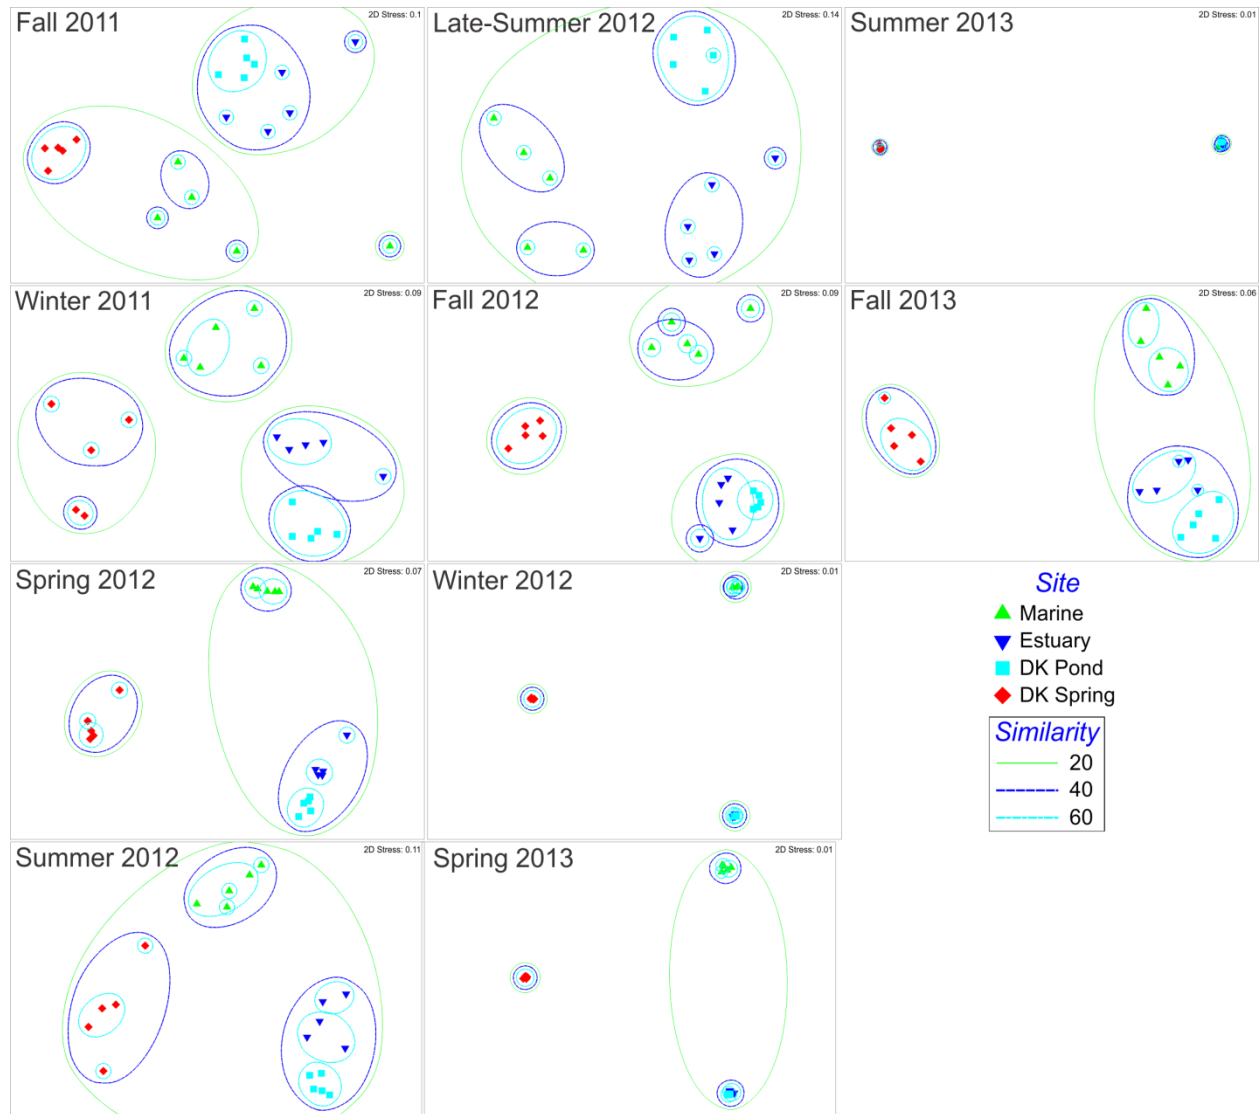 Fall 2011
2D Stress: 0.1
Late-Summer 2012
2D Stress: 0.14
Summer 2013
2D Stress: 0.01
Winter 2011
2D Stress: 0.09
Fall 2012
2D Stress: 0.09
Fall 2013
2D Stress: 0.06
Spring 2012
2D Stress: 0.07
Winter 2012
2D Stress: 0.01
Site
Marine
Estuary
DK Pond
DK Spring
Similarity
20
40
60
Summer 2012
2D Stress: 0.11
Spring 2013
2D Stress: 0.01